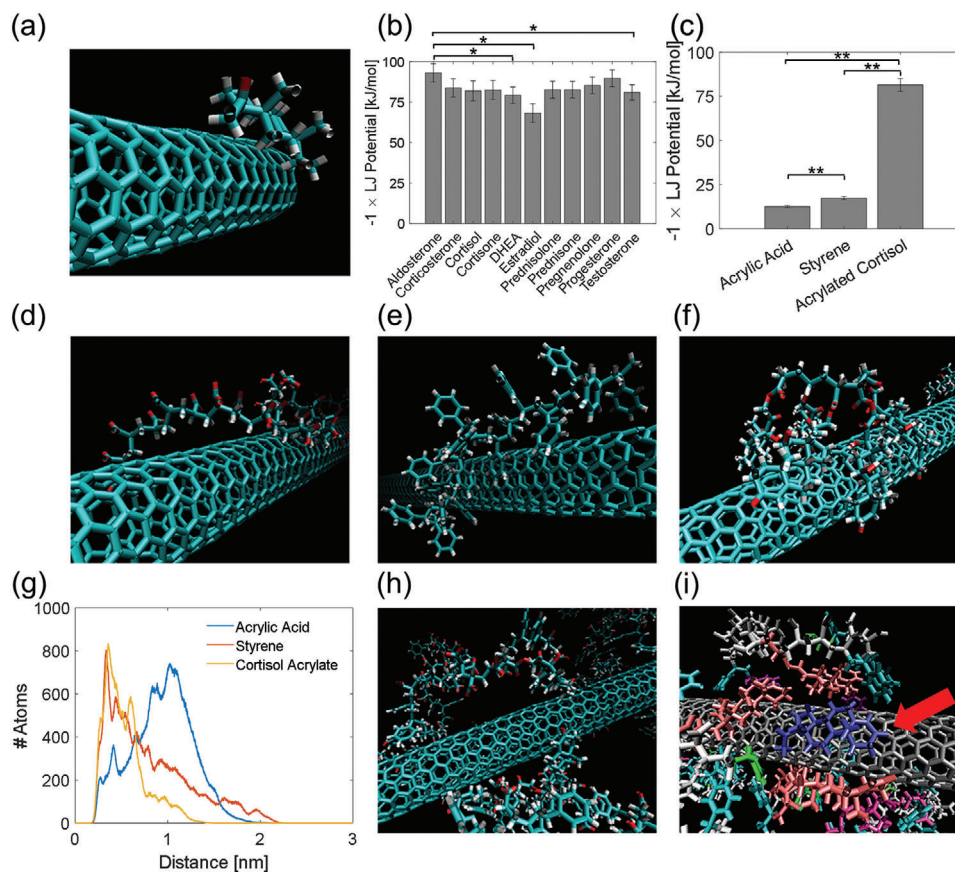 (a)
(b)
*
*
*
-1 × LJ Potential [kJ/mol]
100
75
50
25
0
Aldosterone
Corticosterone
Cortisol
Cortisone
DHEA
Estradiol
Prednisolone
Prednisone
Pregnenolone
Progesterone
Testosterone
(c)
**
**
**
-1 × LJ Potential [kJ/mol]
100
75
50
25
0
Acrylic Acid
Styrene
Acrylated Cortisol
(d)
(e)
(f)
(g)
# Atoms
1000
800
600
400
200
0
Acrylic Acid
Styrene
Cortisol Acrylate
0 1 2 3
Distance [nm]
(h)
(i)